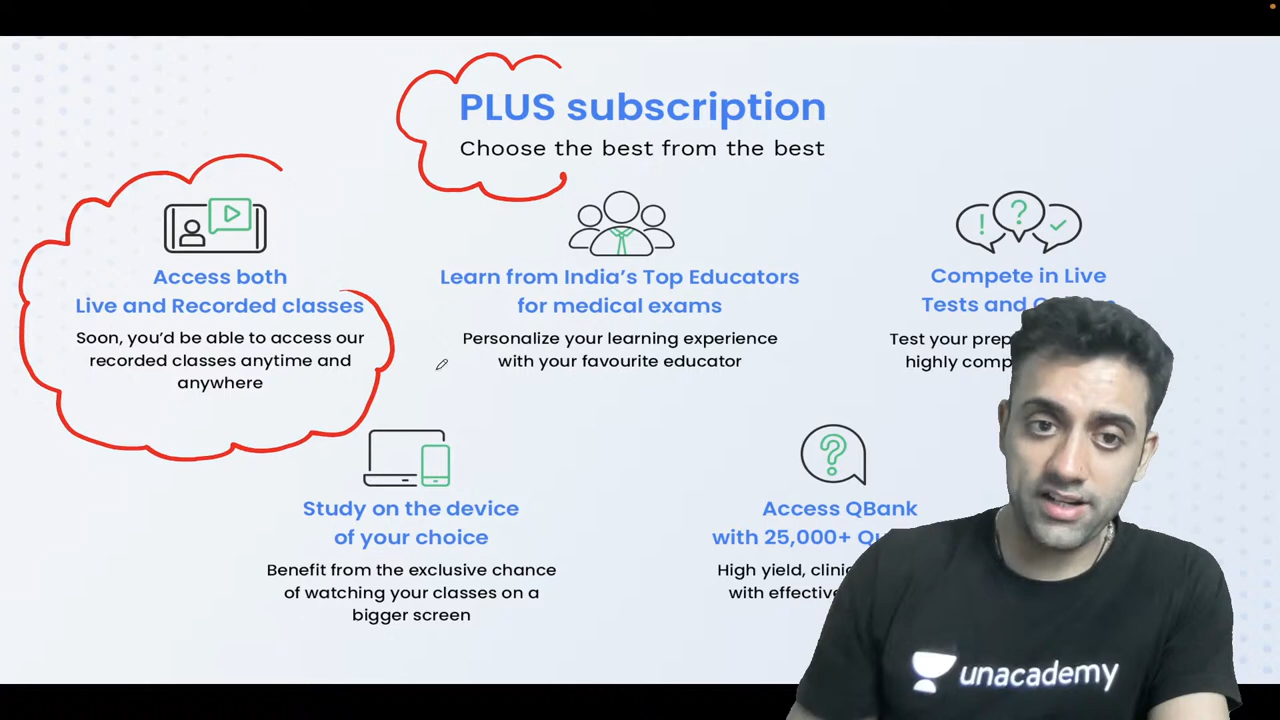 PLUS subscription
Choose the best from the best
Access both
Live and Recorded classes
Soon, you'd be able to access our
recorded classes anytime and
anywhere
Learn from India's Top Educators
for medical exams
Personalize your learning experience
with your favourite educator
Compete in Live
Tests and
Test your
highly
Study on the device
of your choice
Benefit from the exclusive chance
of watching your classes on a
bigger screen
Access QBank
with 25,000+
High yield,
with effective
unacademy